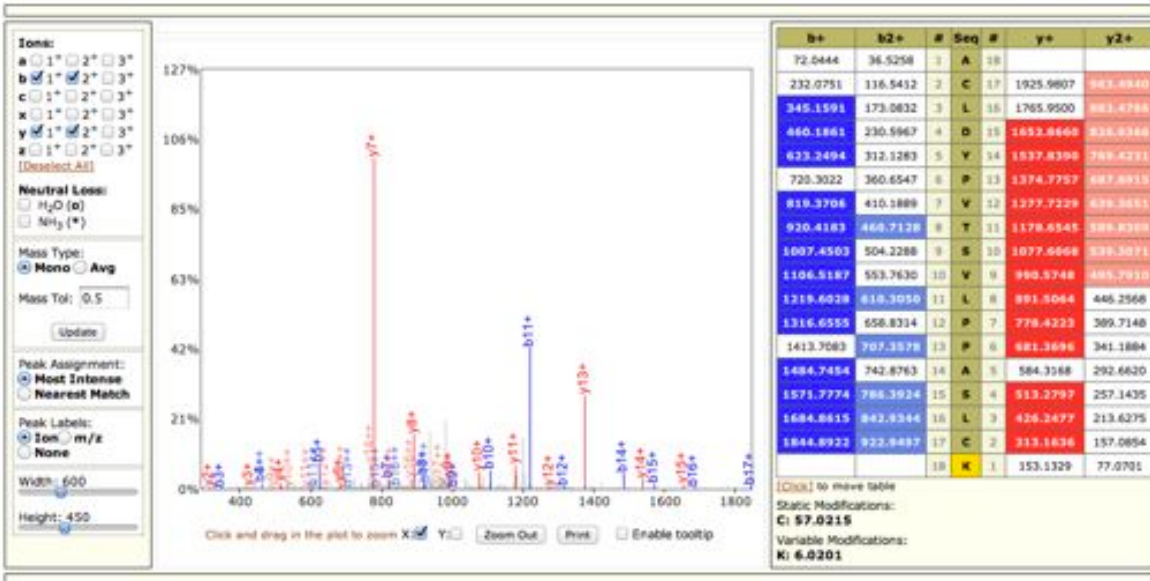 Ions:
a 1+ 2+ 3+
b 1+ 2+ 3+
c 1+ 2+ 3+
x 1+ 2+ 3+
y 1+ 2+ 3+
z 1+ 2+ 3+
[Deselect All]
Neutral Loss:
H2O (o)
NH3 (*)
Mass Type:
Mono Avg
Mass Tol: 0.5
Update
Peak Assignment:
Most Intense
Nearest Match
Peak Labels:
Ion m/z
None
Width: 600
Height: 450
127%
106%
85%
63%
42%
21%
0%
400 600 800 1000 1200 1400 1600 1800
y7+
b11+
y13+
y8+
b10+
y11+
y12+
b12+
b14+
y14+
b15+
y15+
b16+
b17+
Click and drag in the plot to zoom X: Y: Zoom Out Print Enable tooltip
b+ b2+ # Seq # y+ y2+
72.0444 36.5258 1 A 18
232.0751 116.5412 2 C 17 1925.9807
345.1591 173.0832 3 L 16 1765.9500
460.1861 230.5967 4 D 15 1652.8660
623.2494 312.1283 5 Y 14 1537.8390
720.3022 360.6547 6 P 13 1374.7757
819.3706 410.1889 7 V 12 1277.7229
920.4183 460.7128 8 T 11 1178.6545
1007.4503 504.2288 9 S 10 1077.6068
1106.5187 553.7630 10 V 9 990.5748
1219.6028 610.3050 11 L 8 891.5064 446.2568
1316.6555 658.8314 12 P 7 778.4223 389.7148
1413.7083 707.3578 13 P 6 681.3696 341.1884
1484.7454 742.8763 14 A 5 584.3168 292.6620
1571.7774 786.3924 15 S 4 513.2797 257.1435
1684.8615 842.9344 16 L 3 426.2477 213.6275
1844.8922 922.9497 17 C 2 313.1636 157.0854
18 K 1 153.1329 77.0701
[Click] to move table
Static Modifications:
C: 57.0215
Variable Modifications:
K: 6.0201